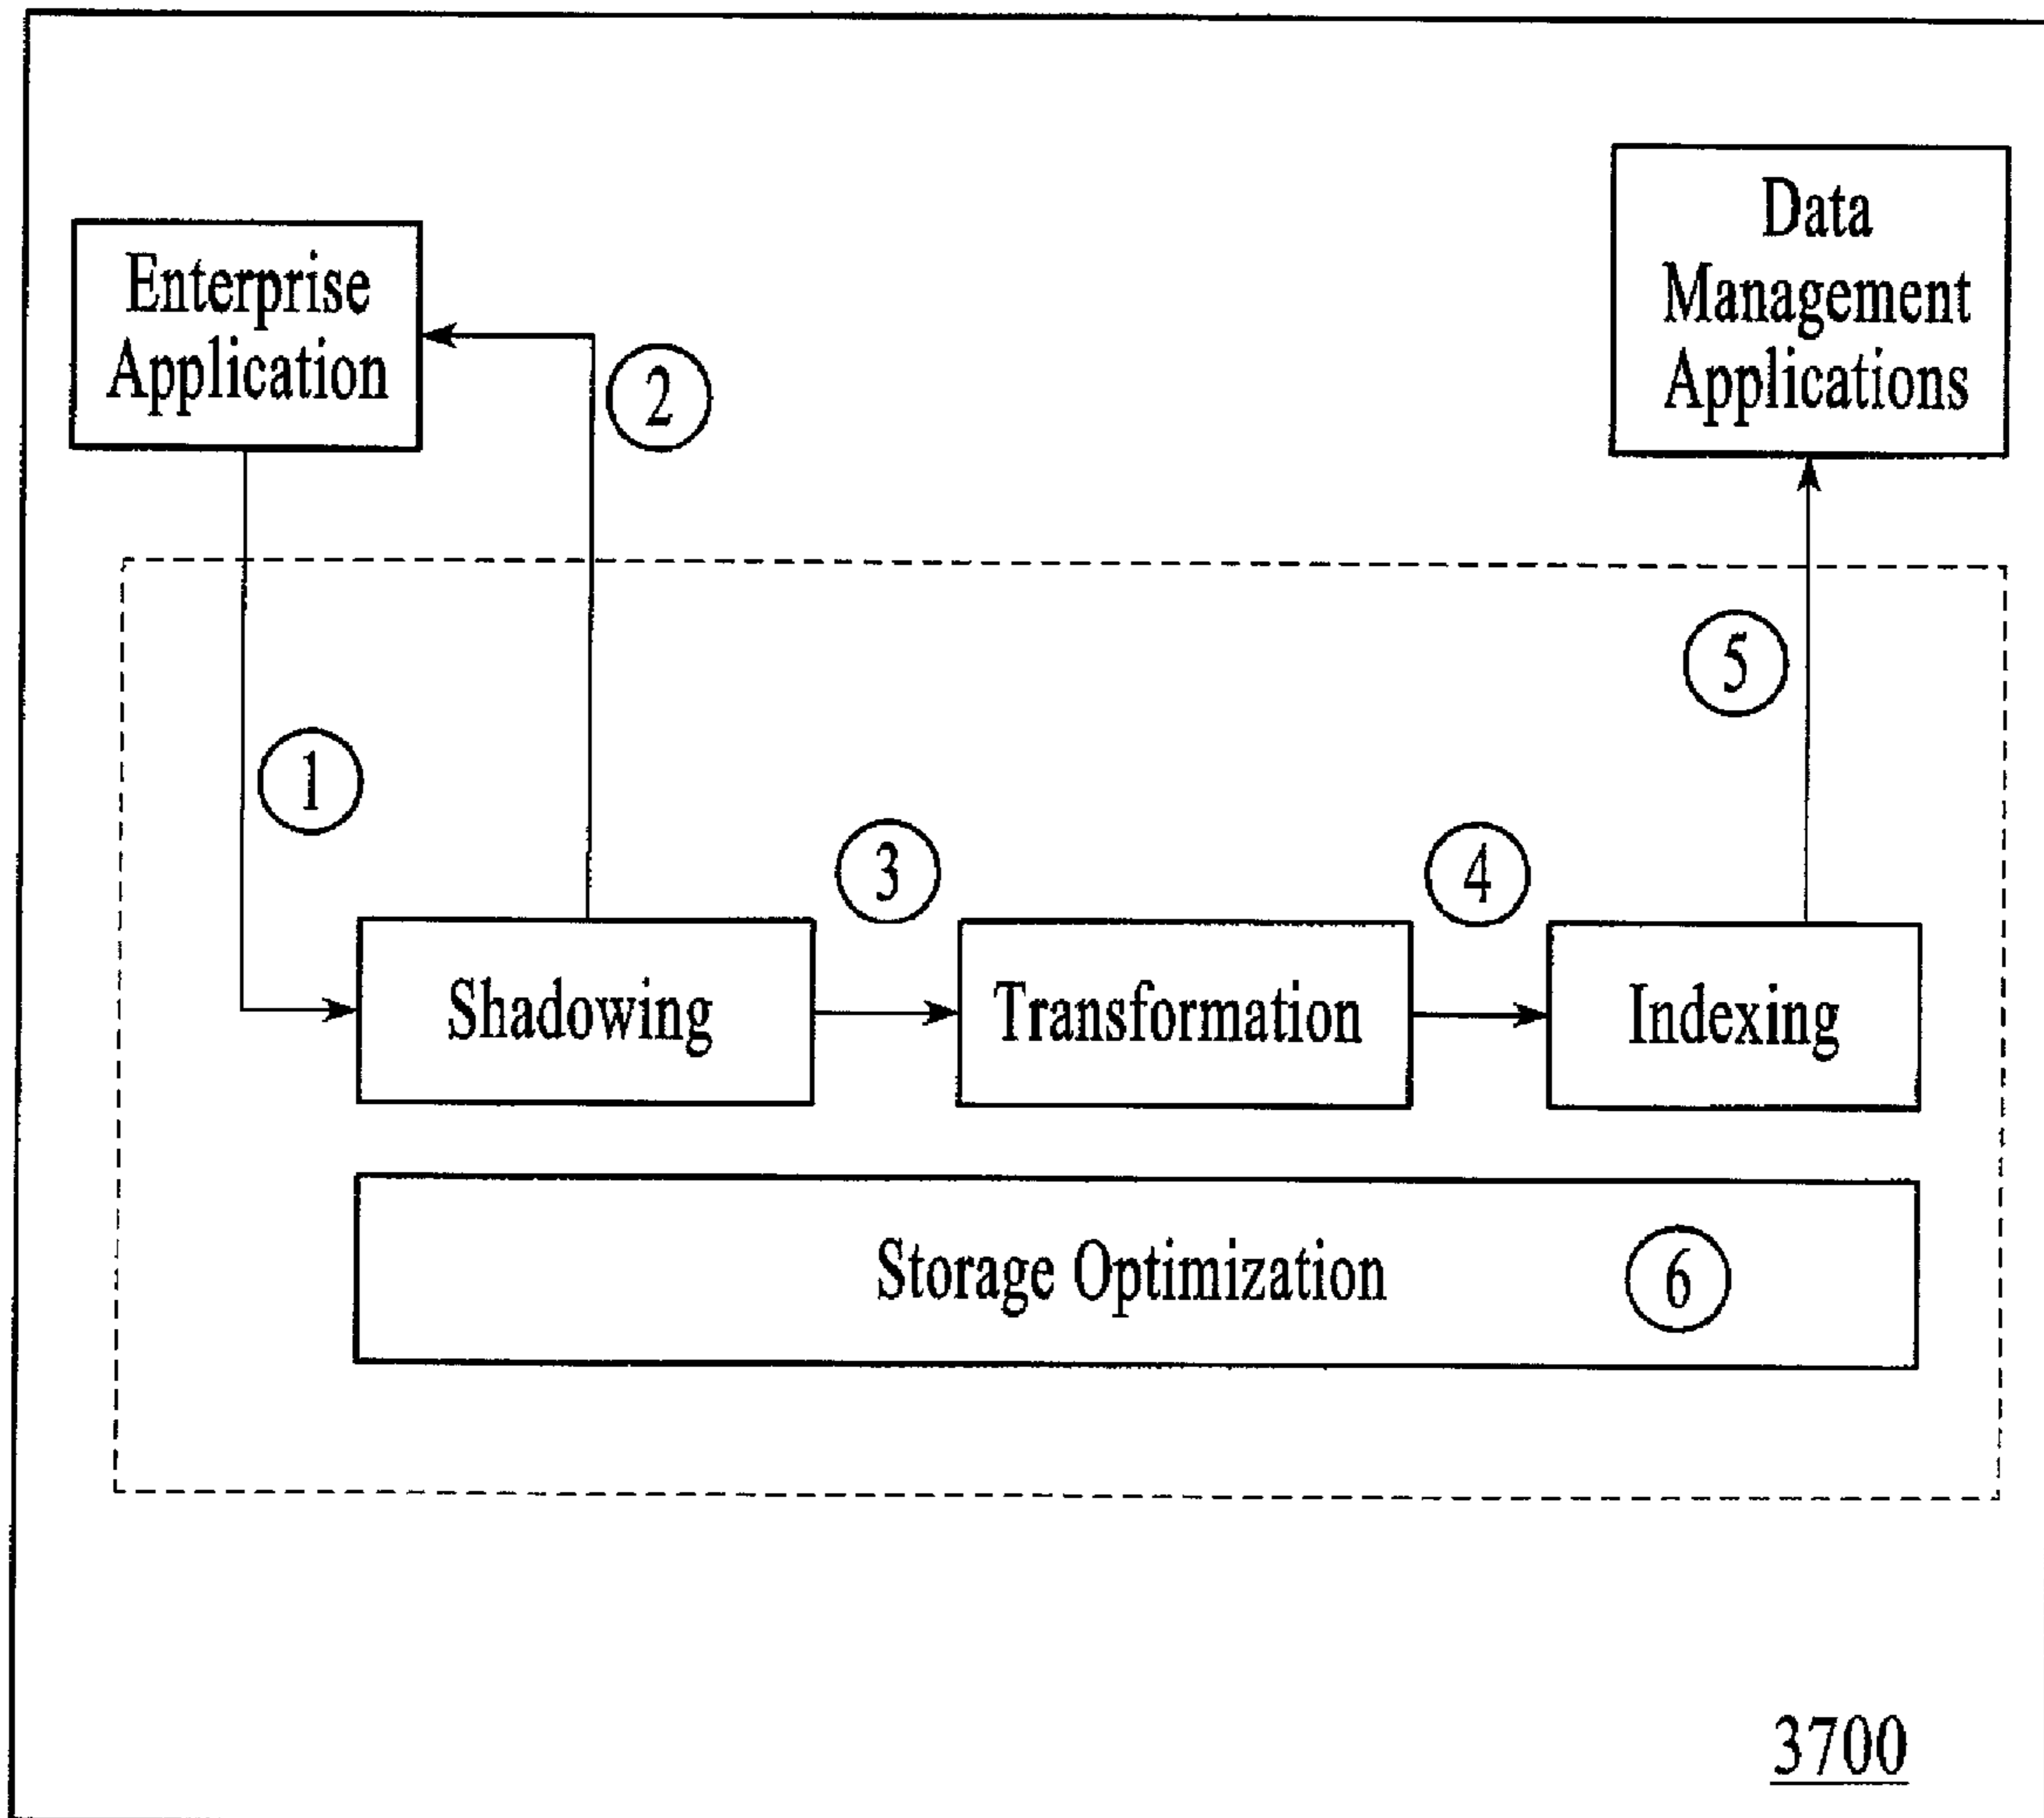 Enterprise
Application
Data
Management
Applications
2
5
1
3
4
Shadowing
Transformation
Indexing
Storage Optimization 6
3700